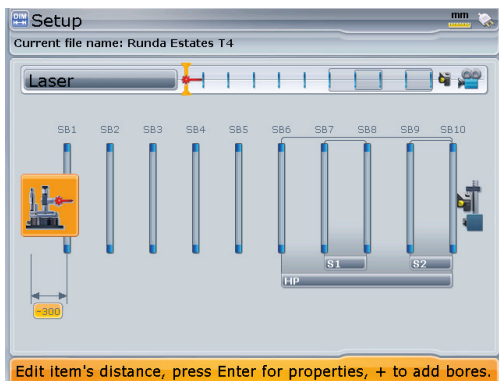 Setup
mm
Current file name: Runda Estates T4
Laser
SB1 SB2 SB3 SB4 SB5 SB6 SB7 SB8 SB9 SB10
S1 S2
HP
-300
Edit item's distance, press Enter for properties, + to add bores.